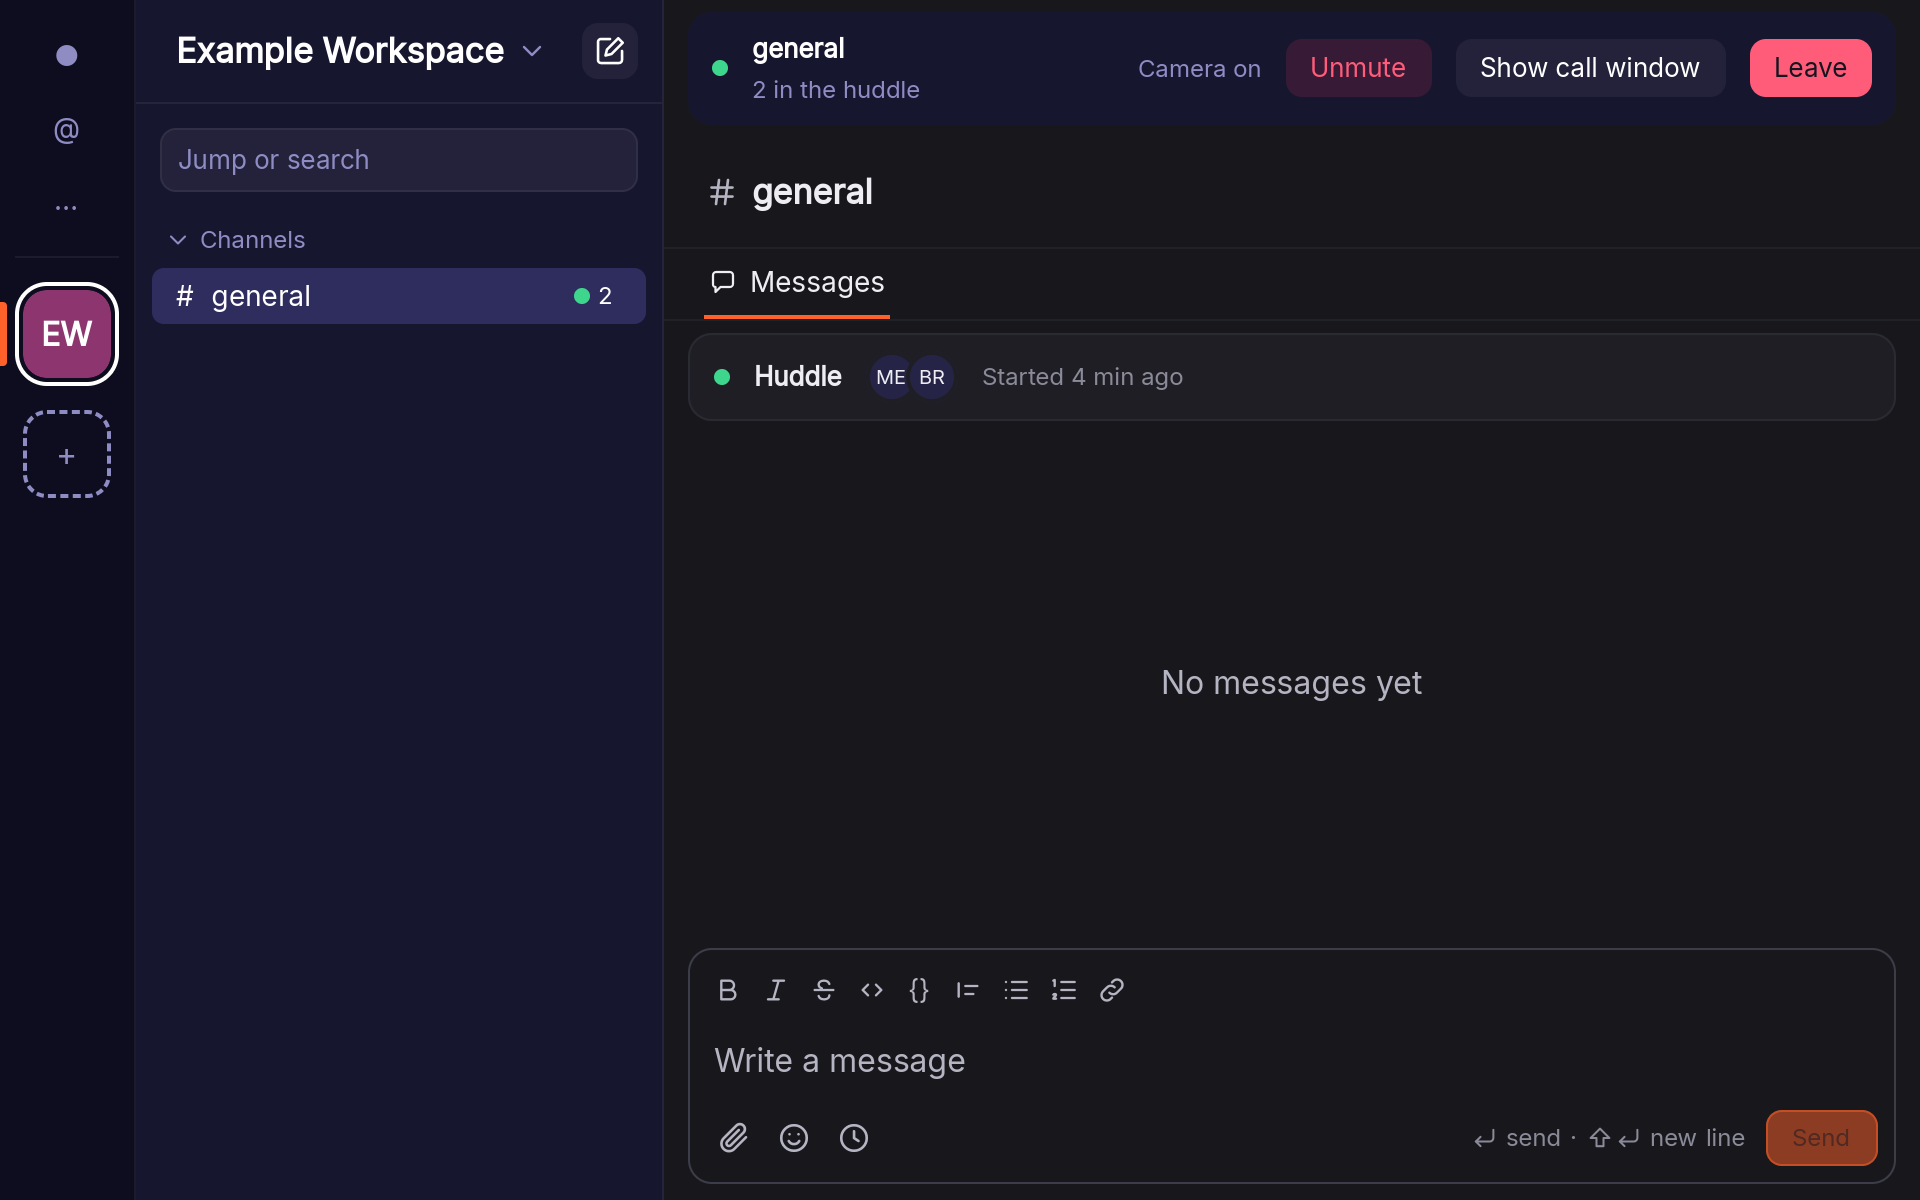 @
...
EW
+
Example Workspace
Jump or search
Channels
# general 2
general
2 in the huddle
Camera on
Unmute
Show call window
Leave
# general
Messages
Huddle ME BR Started 4 min ago
No messages yet
Write a message
send · new line
Send